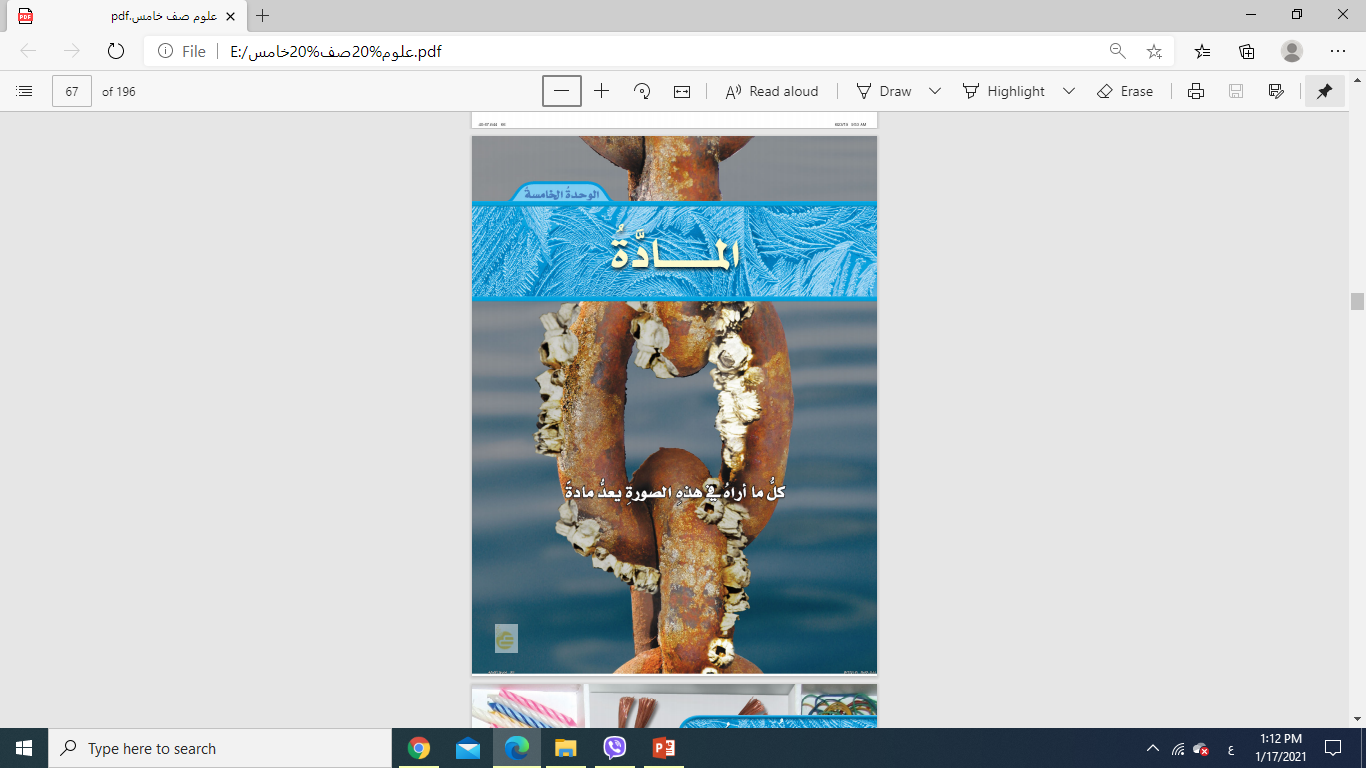 علوم صف خامس.pdf
File
E:/علوم%20صف%20خامس.pdf
67 of 196
Read aloud
Draw
Highlight
Erase
الوحدةُ الخامسةُ
المـــادَّةُ
كلُّ ما أراهُ في هذهِ الصورةِ يعدُّ مادةً
Type here to search
ع
1:12 PM
1/17/2021